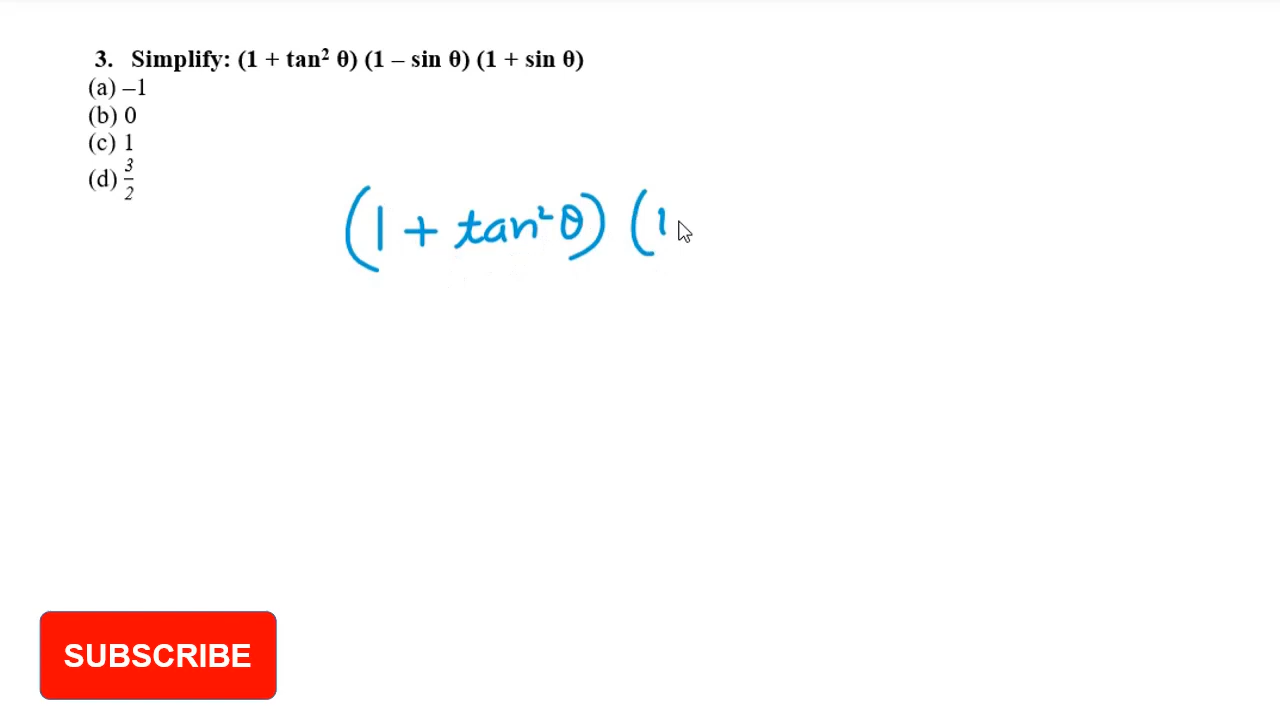 3. Simplify: (1 + tan² θ) (1 – sin θ) (1 + sin θ)
(a) –1
(b) 0
(c) 1
(d) 3/2
(1 + tan²θ) (1
SUBSCRIBE